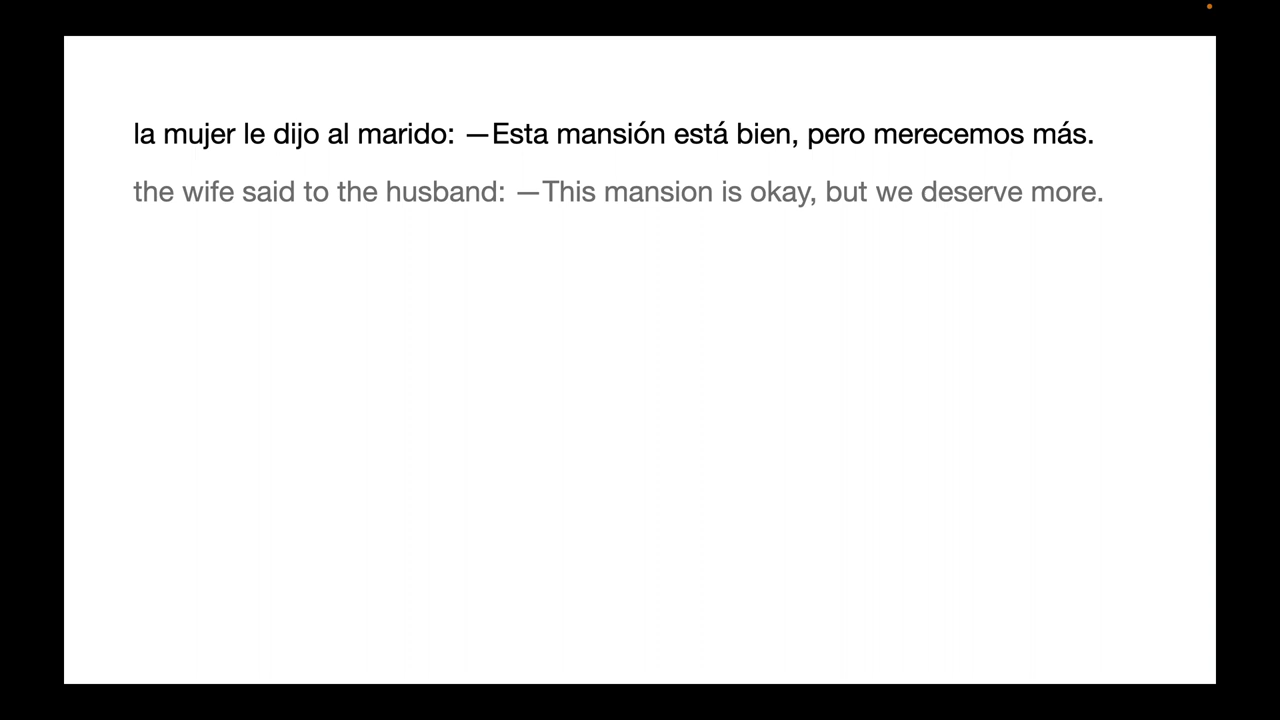 la mujer le dijo al marido: —Esta mansión está bien, pero merecemos más.
the wife said to the husband: —This mansion is okay, but we deserve more.